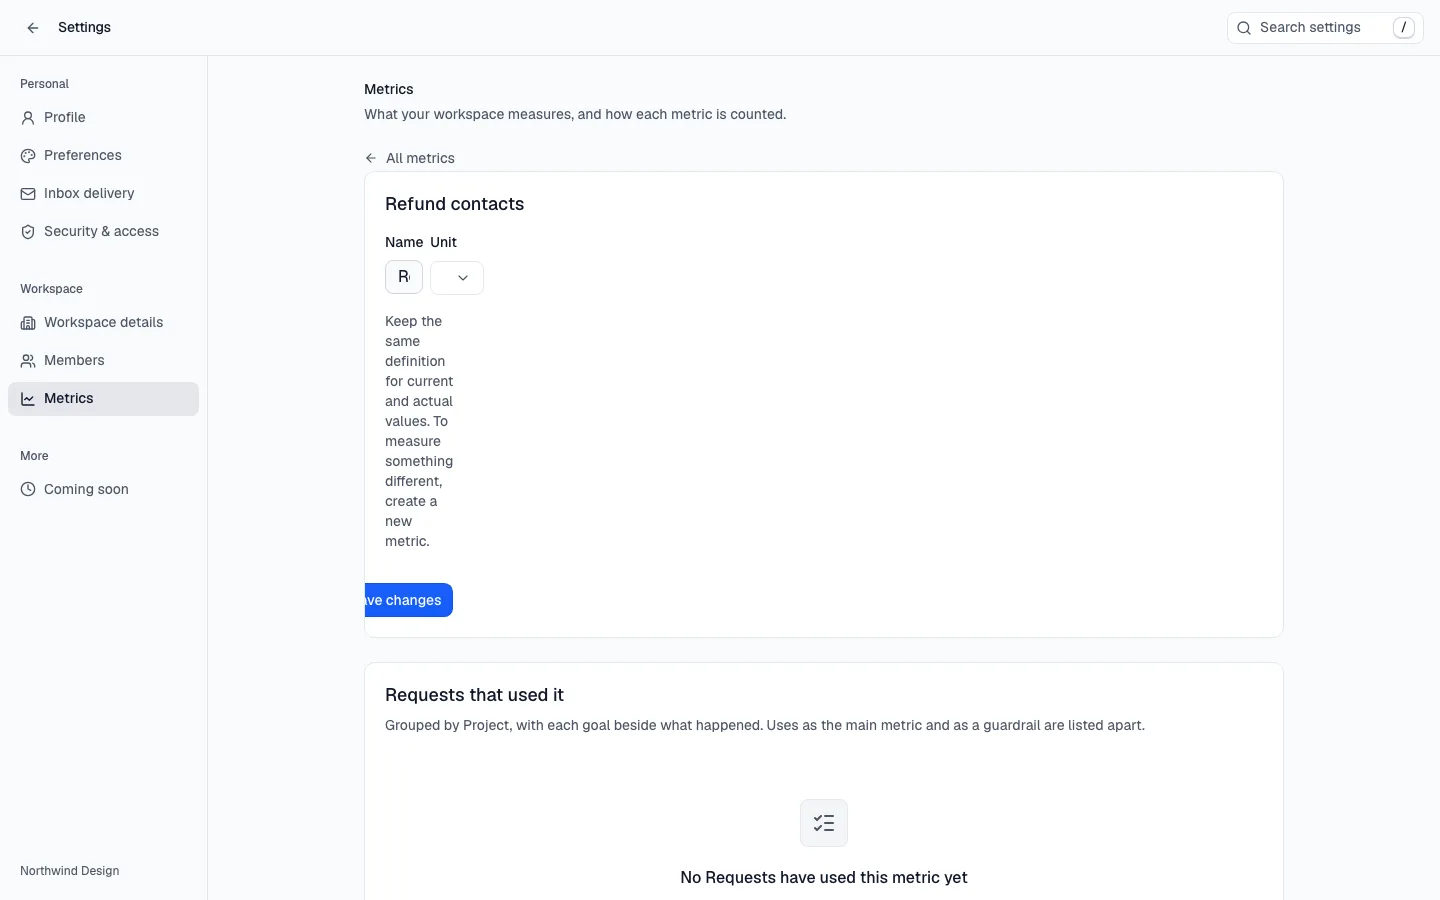 Settings
Search settings /
Personal
Profile
Preferences
Inbox delivery
Security & access
Workspace
Workspace details
Members
Metrics
More
Coming soon
Northwind Design
Metrics
What your workspace measures, and how each metric is counted.
All metrics
Refund contacts
Name Unit
Keep the
same
definition
for current
and actual
values. To
measure
something
different,
create a
new
metric.
ave changes
Requests that used it
Grouped by Project, with each goal beside what happened. Uses as the main metric and as a guardrail are listed apart.
No Requests have used this metric yet